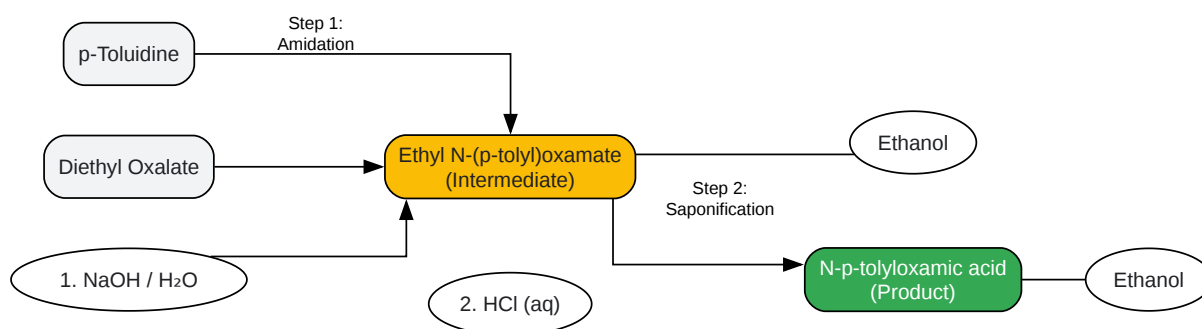 Step 1:
Amidation
p-Toluidine
Ethyl N-(p-tolyl)oxamate
(Intermediate)
Ethanol
Diethyl Oxalate
Step 2:
Saponification
1. NaOH / H₂O
2. HCl (aq)
N-p-tolyloxamic acid
(Product)
Ethanol